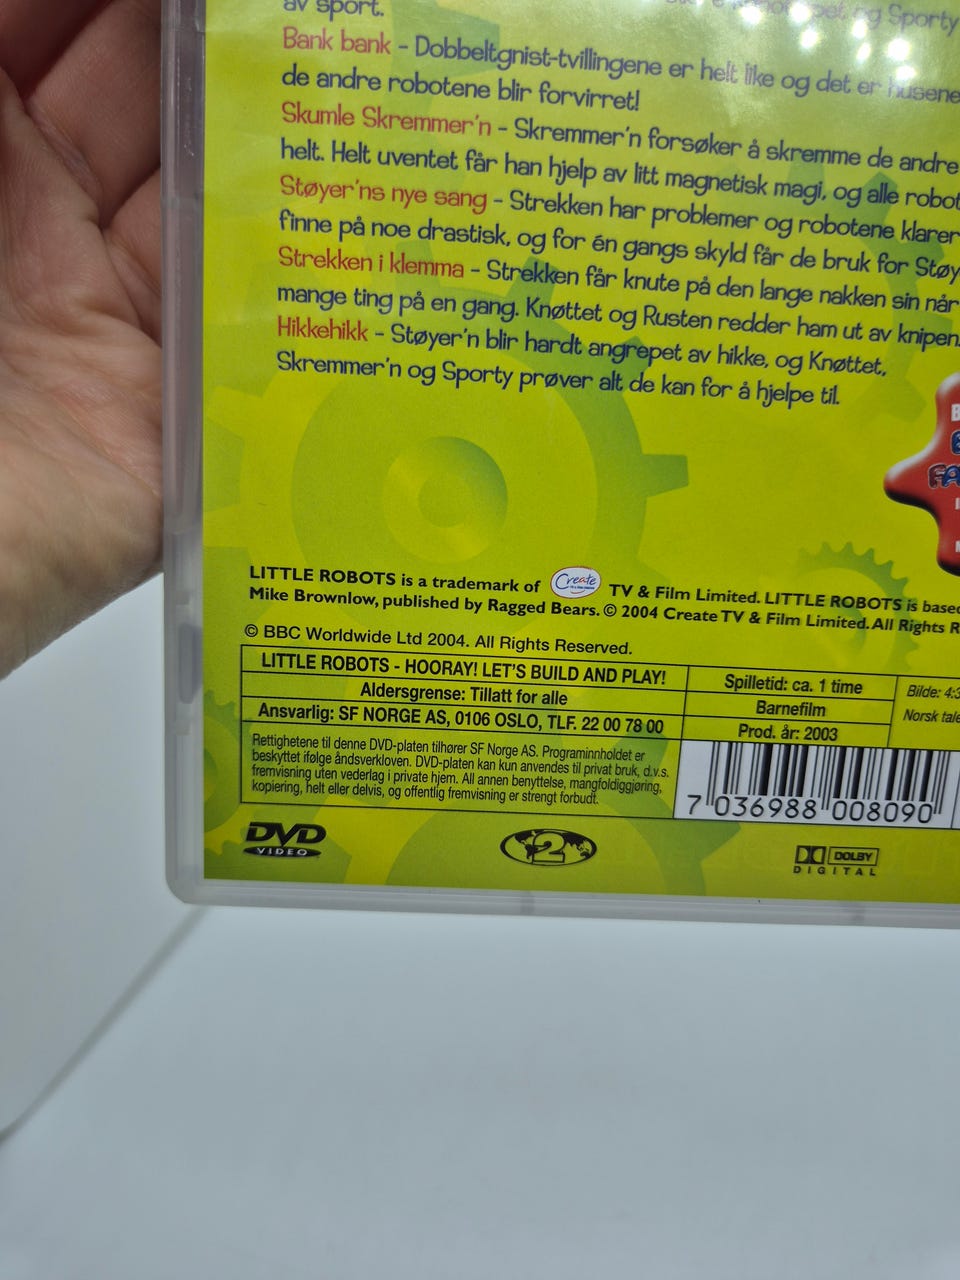 av sport.
og Sporty
Bank bank - Dobbeltgnist-tvillingene er helt like og det er husene
de andre robotene blir forvirret!
Skumle Skremmer'n - Skremmer'n forsøker å skremme de andre
helt. Helt uventet får han hjelp av litt magnetisk magi, og alle robot
Støyer'ns nye sang - Strekken har problemer og robotene klarer
finne på noe drastisk, og for én gangs skyld får de bruk for Støy
Strekken i klemma - Strekken får knute på den lange nakken sin når
mange ting på en gang. Knøttet og Rusten redder ham ut av knipen.
Hikkehikk - Støyer'n blir hardt angrepet av hikke, og Knøttet,
Skremmer'n og Sporty prøver alt de kan for å hjelpe til.
LITTLE ROBOTS is a trademark of Create TV & Film Limited. LITTLE ROBOTS is based
Mike Brownlow, published by Ragged Bears. © 2004 Create TV & Film Limited. All Rights R
© BBC Worldwide Ltd 2004. All Rights Reserved.
LITTLE ROBOTS - HOORAY! LET'S BUILD AND PLAY!
Aldersgrense: Tillatt for alle
Ansvarlig: SF NORGE AS, 0106 OSLO, TLF. 22 00 78 00
Spilletid: ca. 1 time
Barnefilm
Prod. år: 2003
Bilde: 4:3
Norsk tale
Rettighetene til denne DVD-platen tilhører SF Norge AS. Programinnholdet er
beskyttet ifølge åndsverkloven. DVD-platen kan kun anvendes til privat bruk, d.v.s.
fremvisning uten vederlag i private hjem. All annen benyttelse, mangfoldiggjøring,
kopiering, helt eller delvis, og offentlig fremvisning er strengt forbudt.
7 036988 008090
DVD
VIDEO
2
DOLBY
DIGITAL